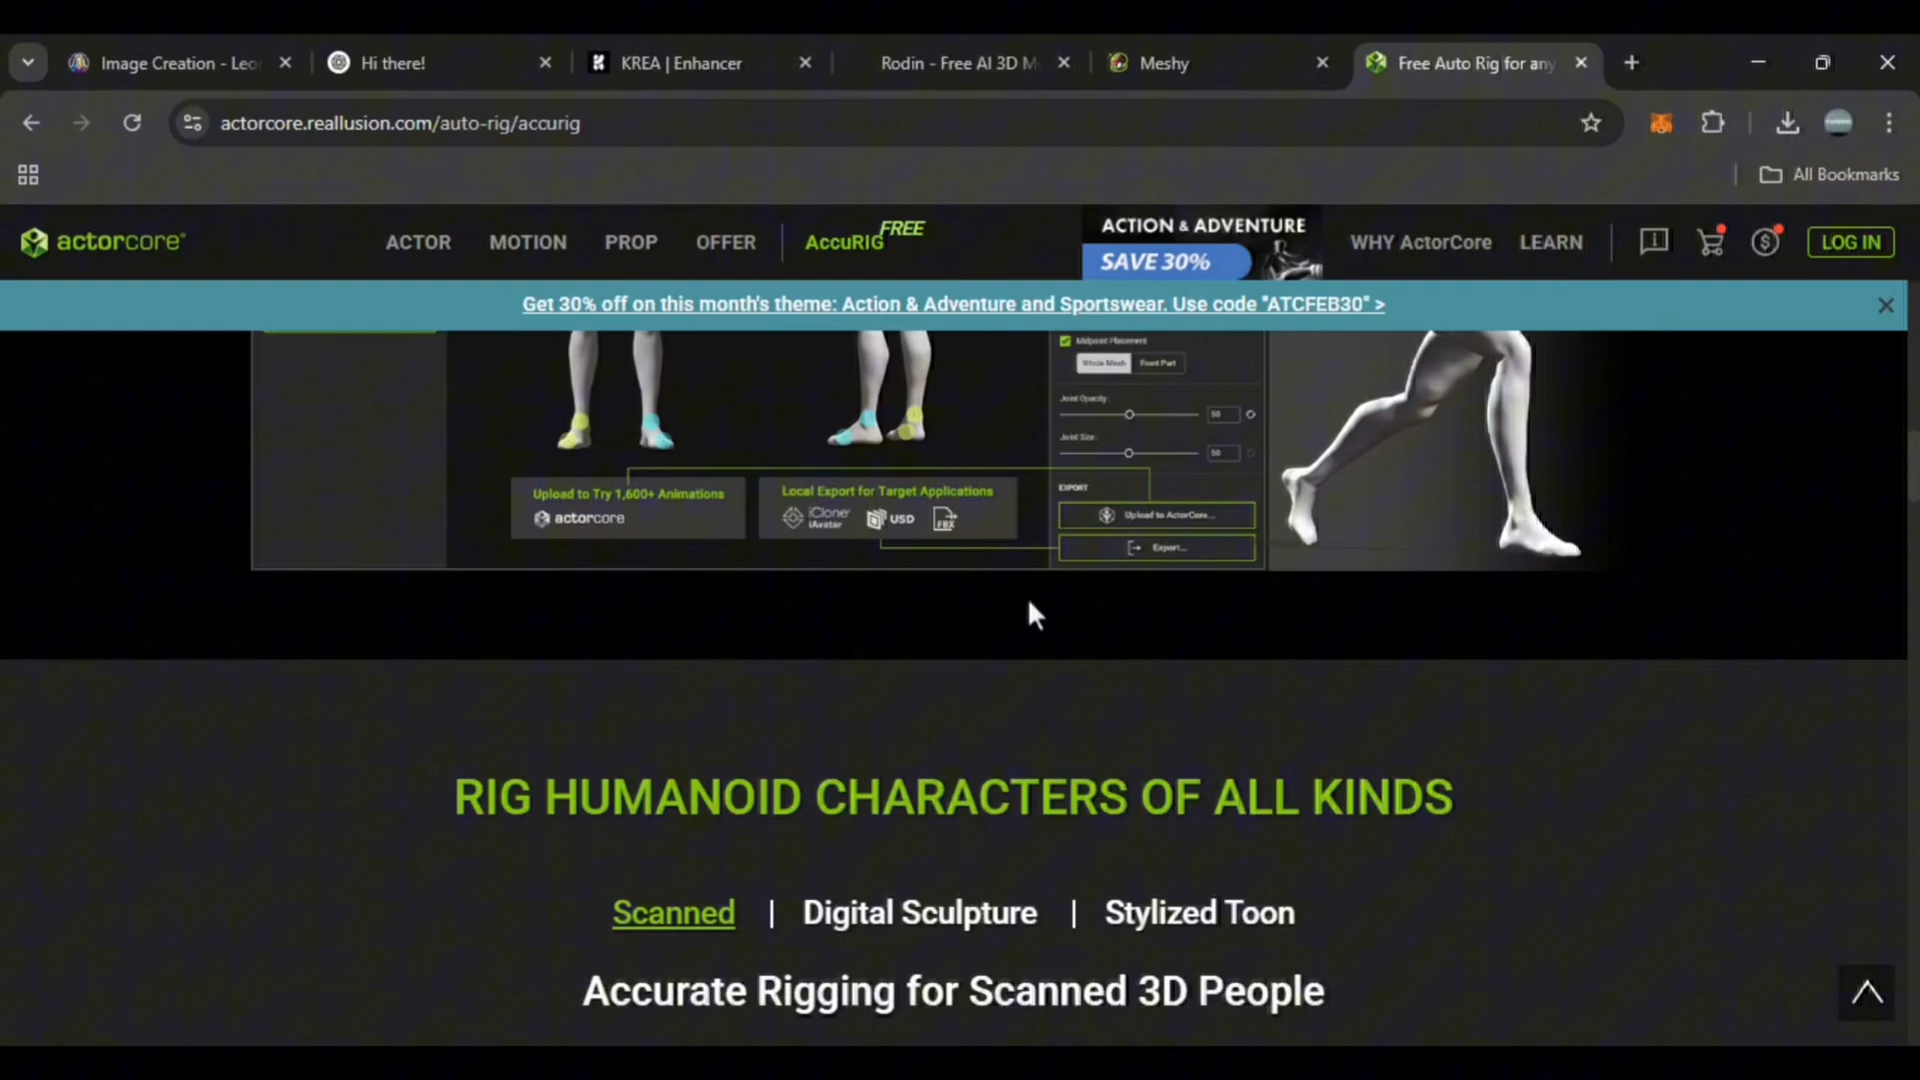 Image Creation - Leo
Hi there!
KREA | Enhancer
Rodin - Free AI 3D M
Meshy
Free Auto Rig for any
actorcore.reallusion.com/auto-rig/accurig
All Bookmarks
actorcore
ACTOR
MOTION
PROP
OFFER
AccuRIG FREE
ACTION & ADVENTURE
SAVE 30%
WHY ActorCore
LEARN
LOG IN
Get 30% off on this month's theme: Action & Adventure and Sportswear. Use code "ATCFEB30" >
Midpoint Placement
Whole Mesh
Front Part
Joint Opacity:
50
Joint Size:
50
Upload to Try 1,600+ Animations
actorcore
Local Export for Target Applications
iClone
iAvatar
USD
FBX
EXPORT
Upload to ActorCore...
Export...
RIG HUMANOID CHARACTERS OF ALL KINDS
Scanned | Digital Sculpture | Stylized Toon
Accurate Rigging for Scanned 3D People